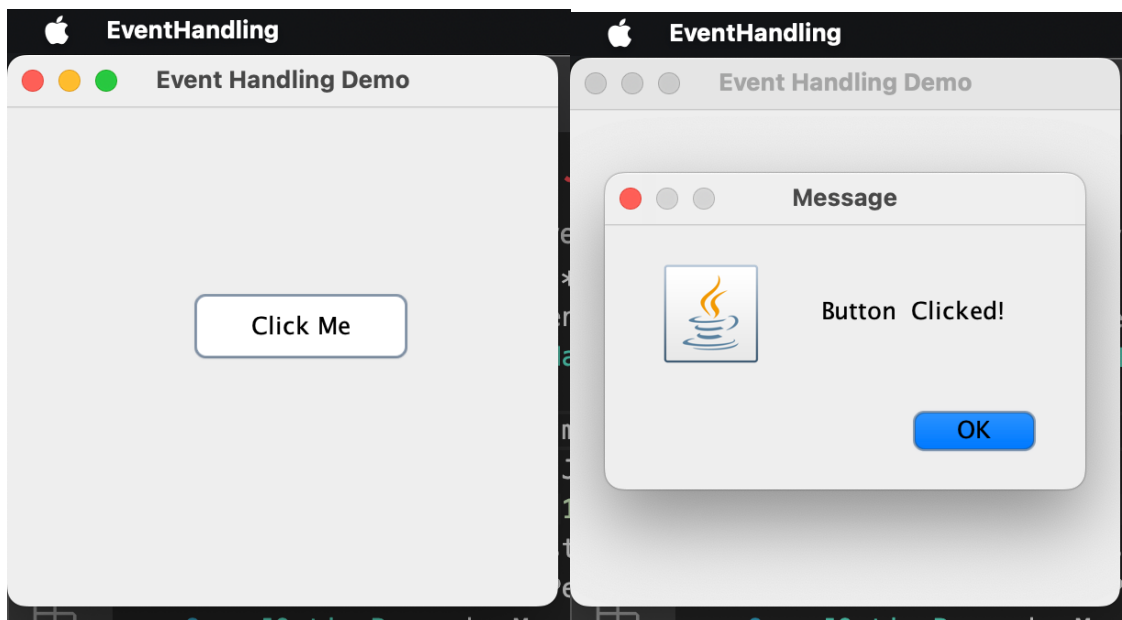 EventHandling
Event Handling Demo
Click Me
EventHandling
Event Handling Demo
Message
Button Clicked!
OK